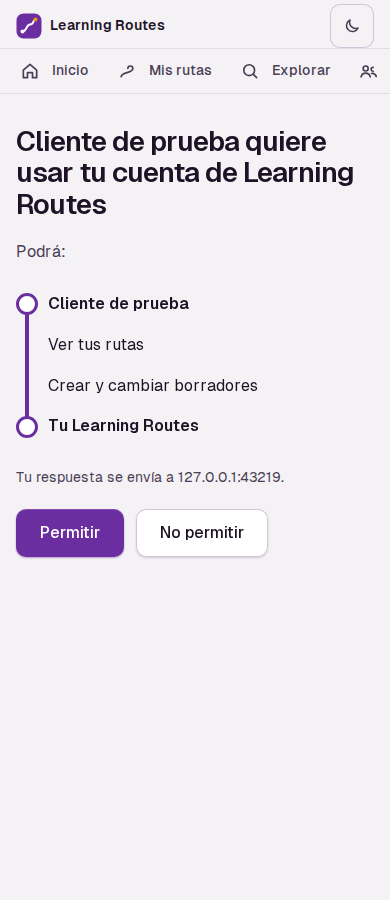 Learning Routes
Inicio
Mis rutas
Explorar
Cliente de prueba quiere
usar tu cuenta de Learning
Routes
Podrá:
Cliente de prueba
Ver tus rutas
Crear y cambiar borradores
Tu Learning Routes
Tu respuesta se envía a 127.0.0.1:43219.
Permitir
No permitir